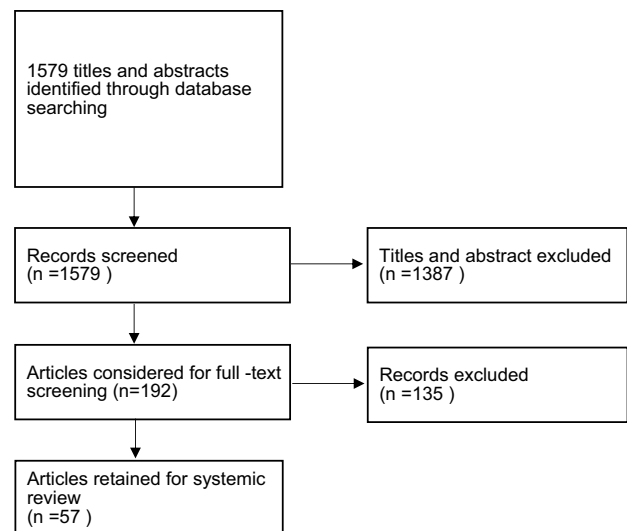 1579 titles and abstracts
identified through database
searching
Records screened
(n =1579 )
Titles and abstract excluded
(n =1387 )
Articles considered for full -text
screening (n=192)
Records excluded
(n =135 )
Articles retained for systemic
review
(n =57 )